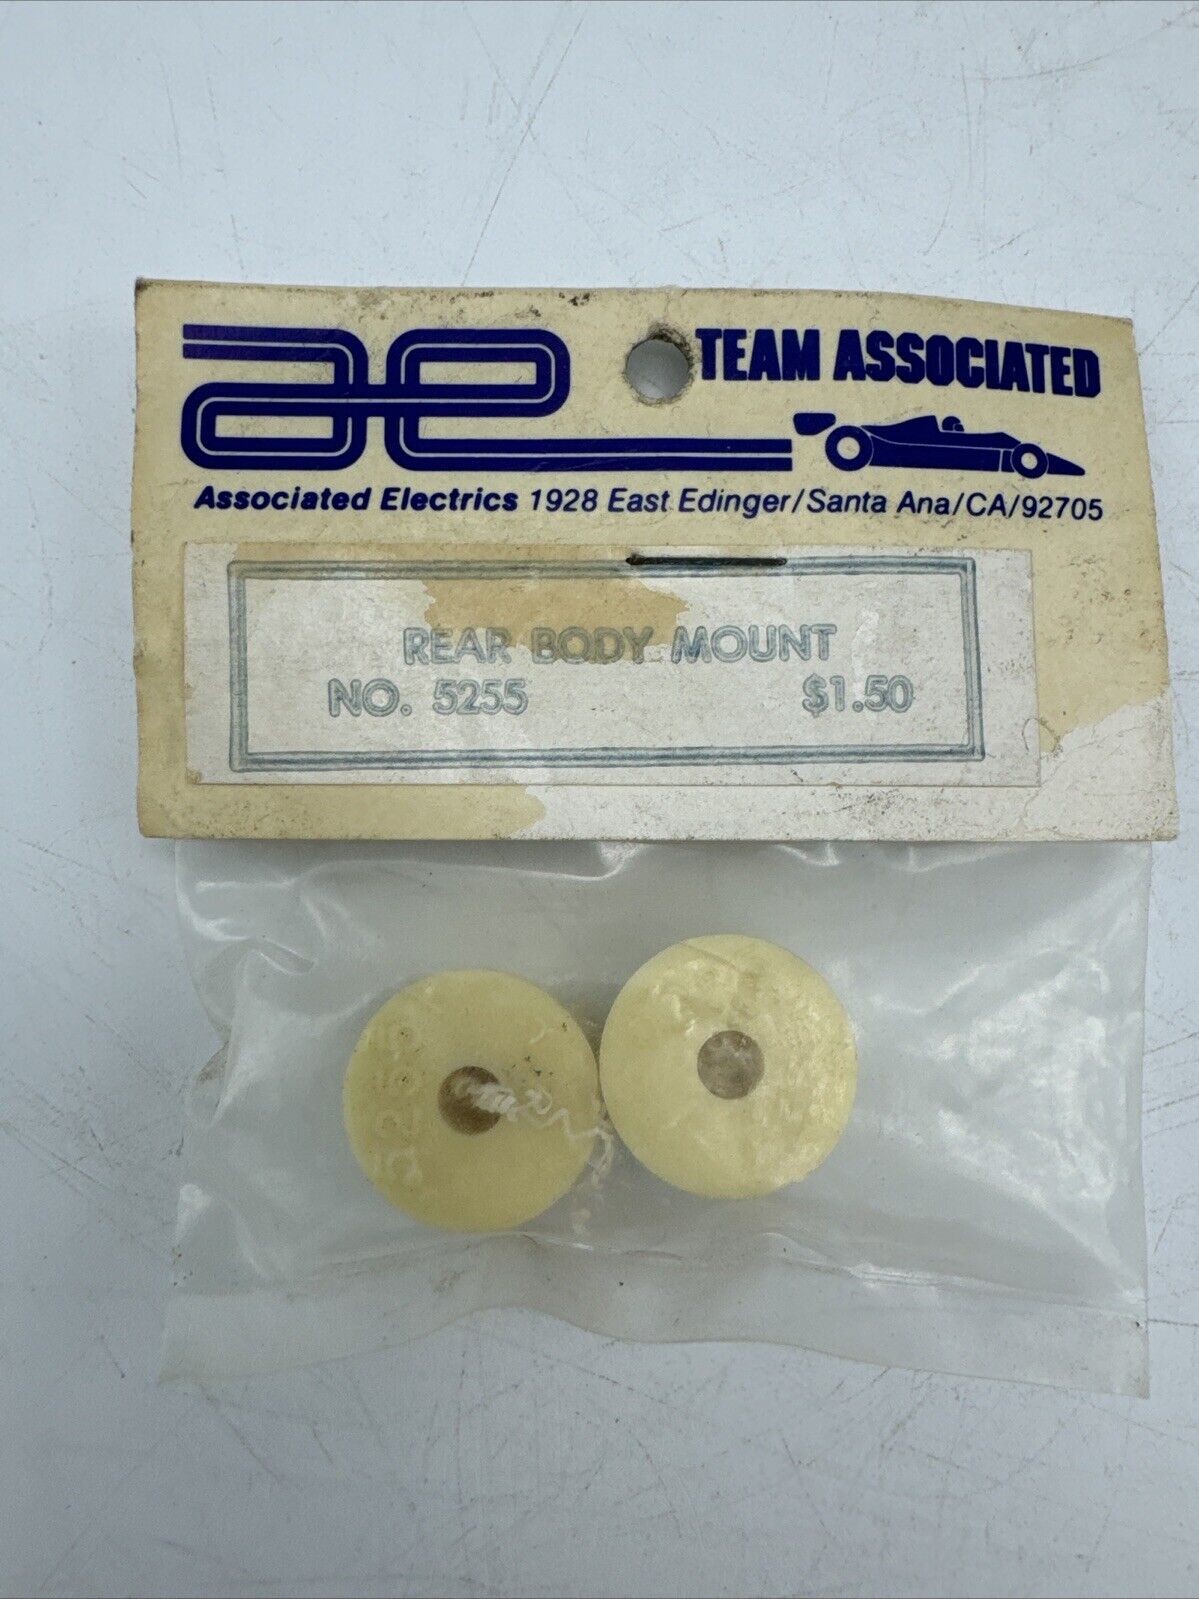 ae
TEAM ASSOCIATED
Associated Electrics 1928 East Edinger/Santa Ana/CA/92705
REAR BODY MOUNT
NO. 5255 $1.50